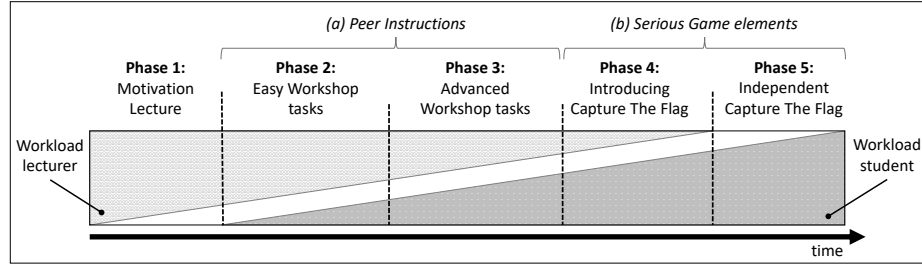 (a) Peer Instructions
(b) Serious Game elements
Phase 1:
Motivation
Lecture
Phase 2:
Easy Workshop
tasks
Phase 3:
Advanced
Workshop tasks
Phase 4:
Introducing
Capture The Flag
Phase 5:
Independent
Capture The Flag
Workload
lecturer
Workload
student
time